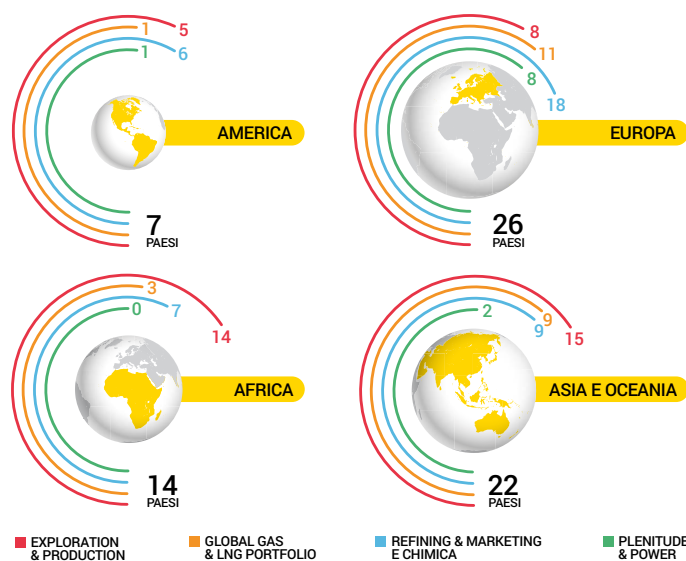 5
1
6
1
AMERICA
7
PAESI
8
11
18
8
EUROPA
26
PAESI
3
0
7
14
AFRICA
14
PAESI
2
9
9
15
ASIA E OCEANIA
22
PAESI
EXPLORATION
& PRODUCTION
GLOBAL GAS
& LNG PORTFOLIO
REFINING & MARKETING
E CHIMICA
PLENITUDE
& POWER